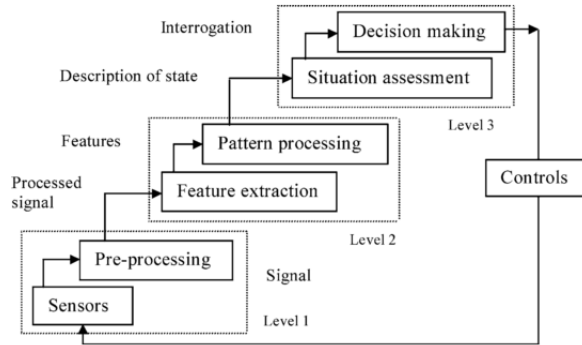 Interrogation
Decision making
Description of state
Situation assessment
Level 3
Features
Pattern processing
Processed
signal
Feature extraction
Controls
Level 2
Pre-processing
Signal
Sensors
Level 1